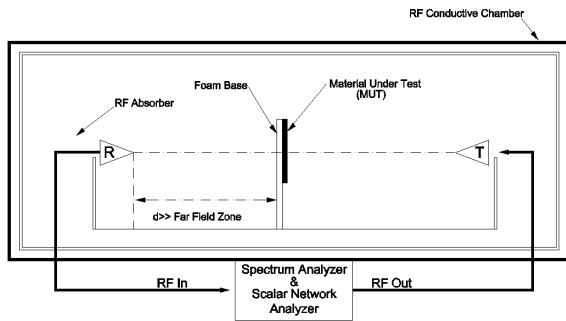 RF Conductive Chamber
Foam Base
Material Under Test
(MUT)
RF Absorber
R
T
d>> Far Field Zone
RF In
Spectrum Analyzer
&
Scalar Network
Analyzer
RF Out